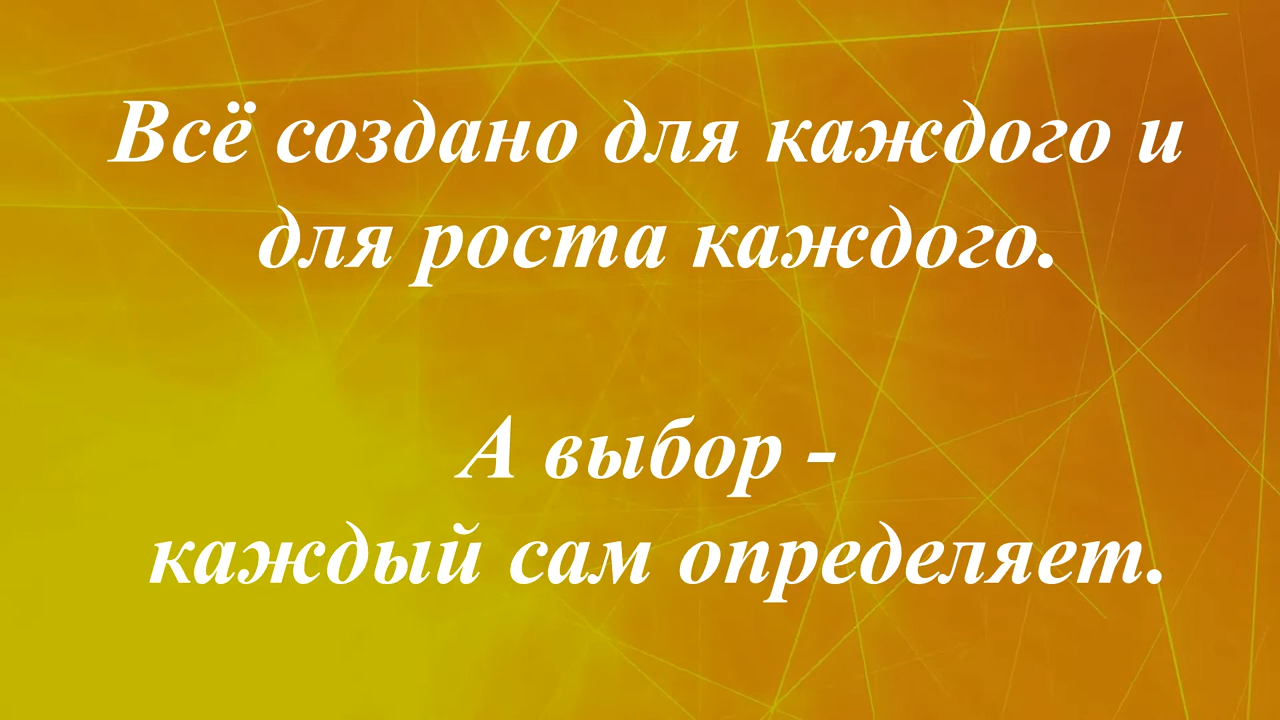 Всё создано для каждого и
для роста каждого.
А выбор -
каждый сам определяет.